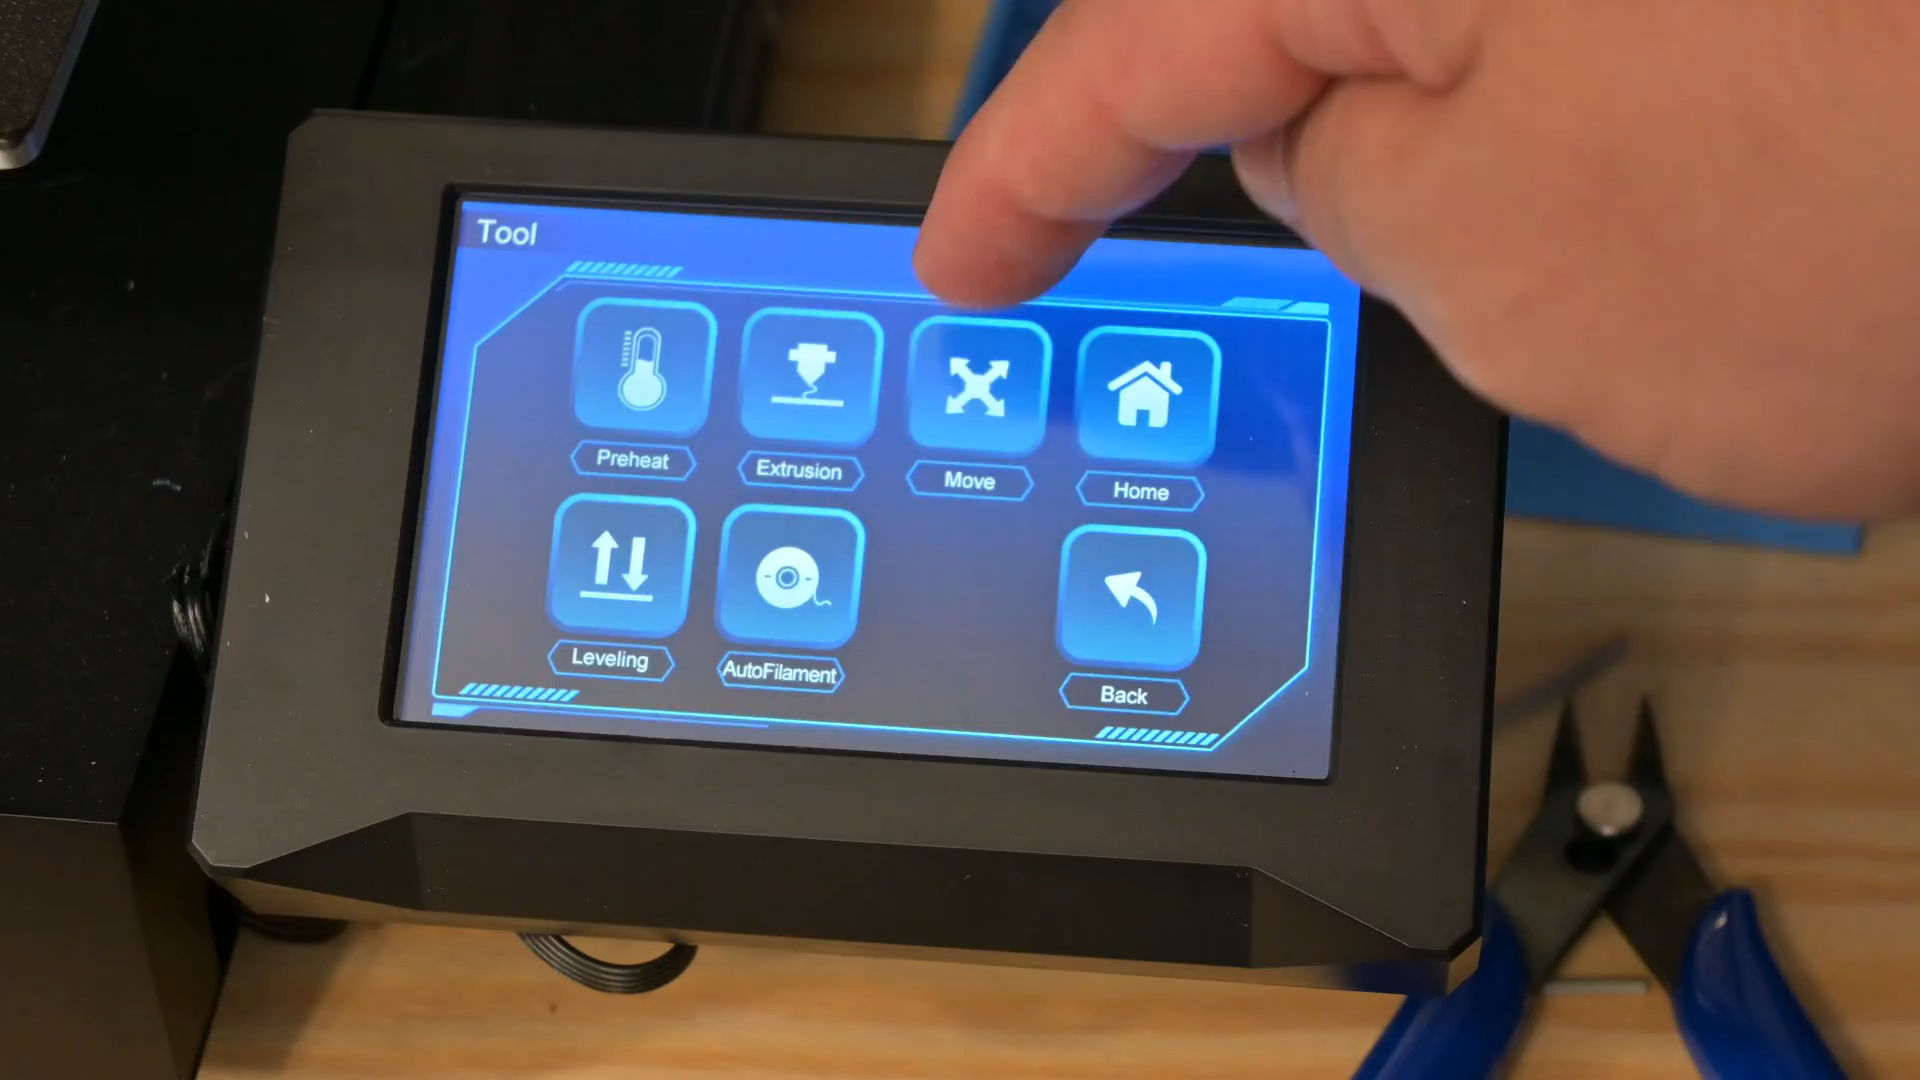 Tool
Preheat
Extrusion
Move
Home
Leveling
AutoFilament
Back